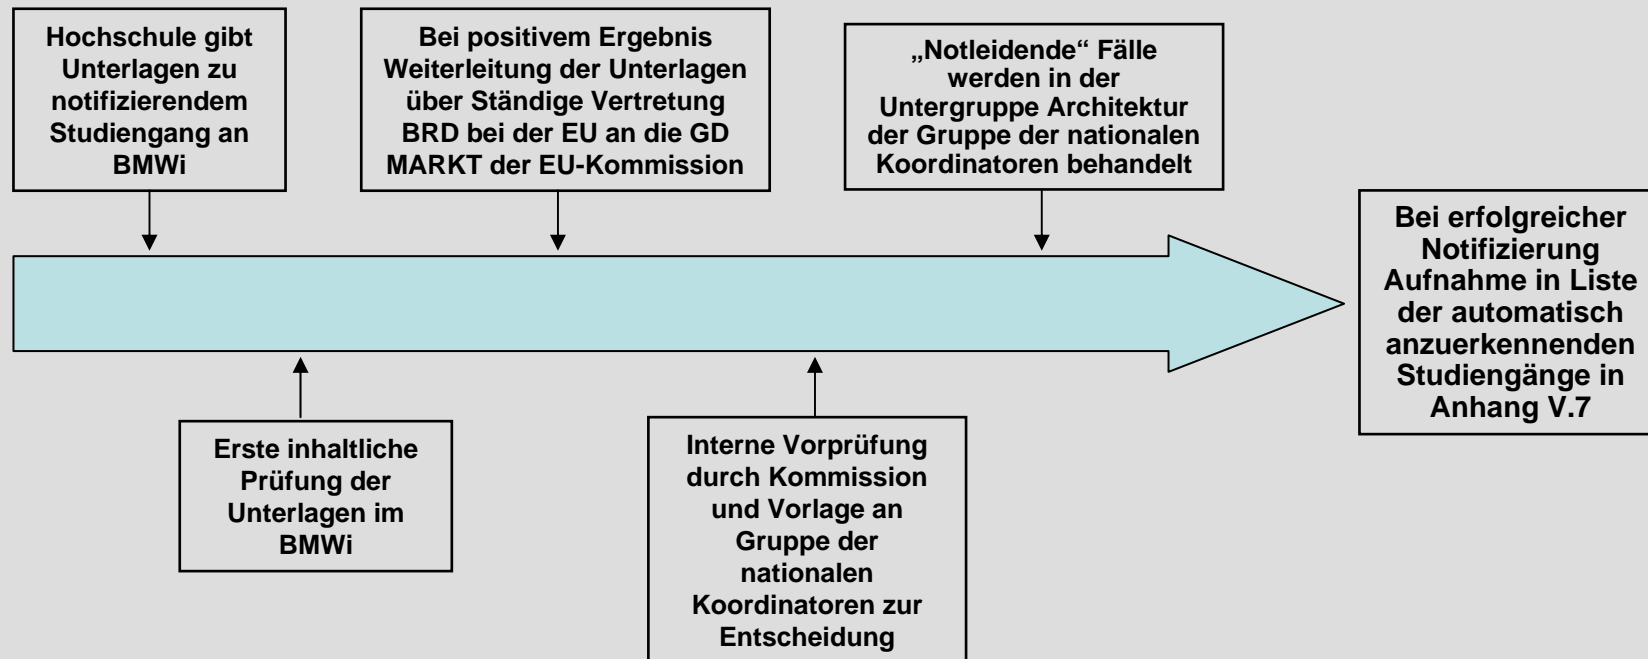 Hochschule gibt
Unterlagen zu
notifizierendem
Studiengang an
BMWi
Bei positivem Ergebnis
Weiterleitung der Unterlagen
über Ständige Vertretung
BRD bei der EU an die GD
MARKT der EU-Kommission
„Notleidende“ Fälle
werden in der
Untergruppe Architektur
der Gruppe der nationalen
Koordinatoren behandelt
Bei erfolgreicher
Notifizierung
Aufnahme in Liste
der automatisch
anzuerkennenden
Studiengänge in
Anhang V.7
Erste inhaltliche
Prüfung der
Unterlagen im
BMWi
Interne Vorprüfung
durch Kommission
und Vorlage an
Gruppe der
nationalen
Koordinatoren zur
Entscheidung